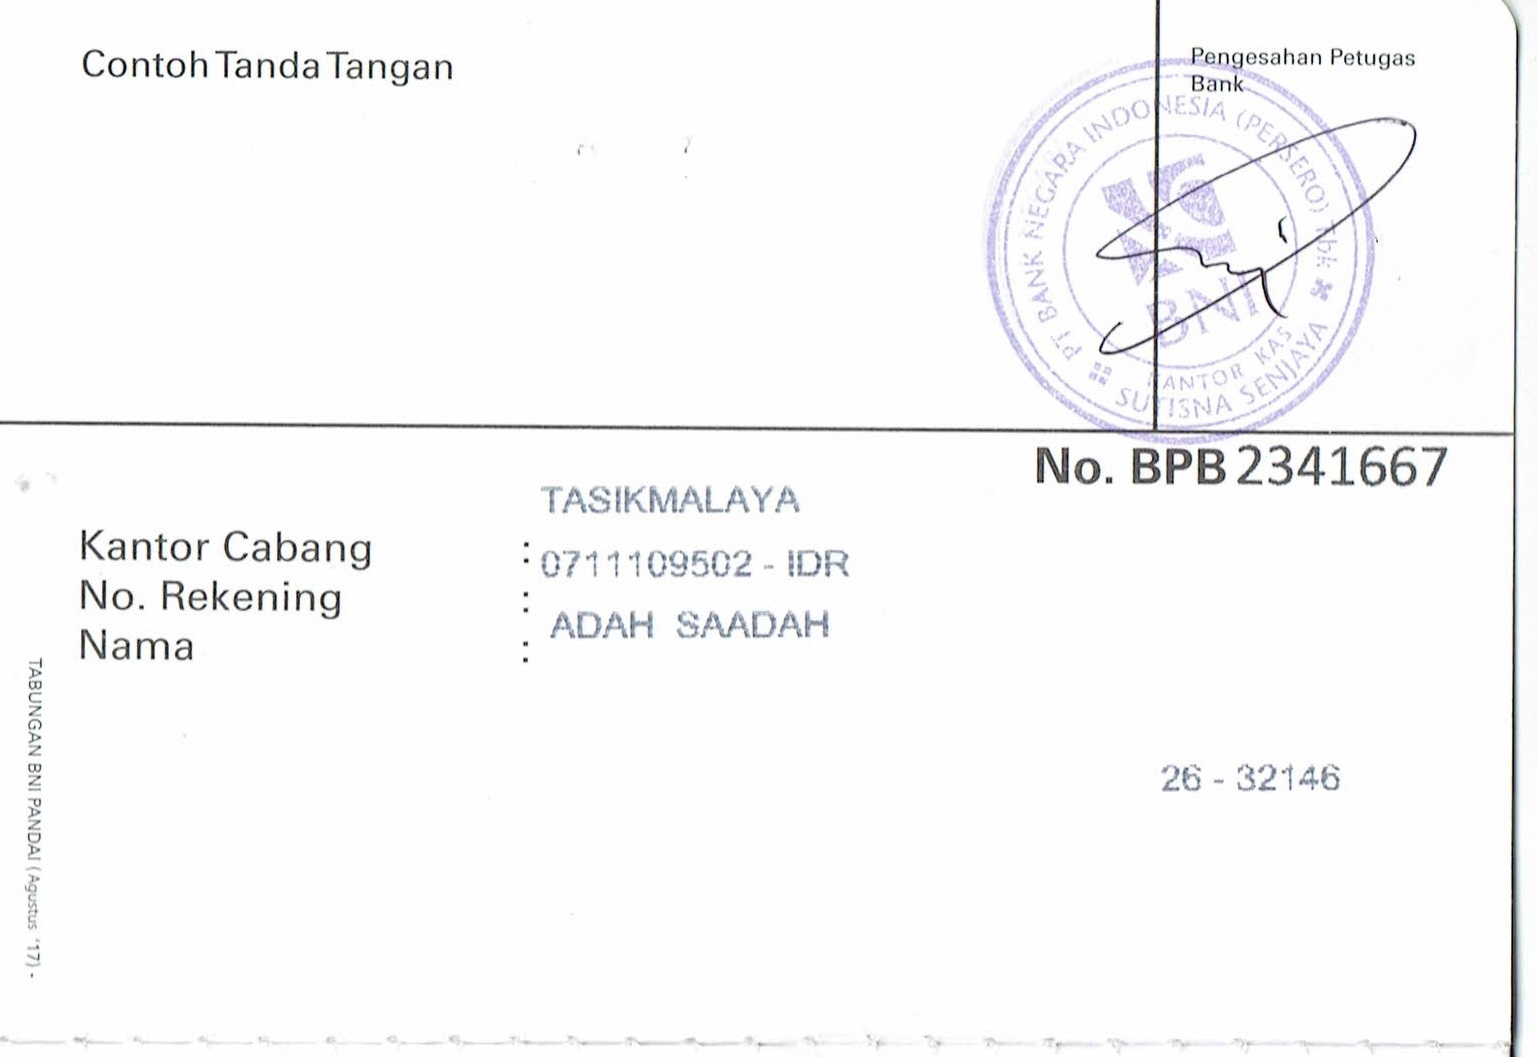 Contoh Tanda Tangan
Pengesahan Petugas
Bank
PT BANK NEGARA INDONESIA (PERSERO) Tbk
BNI
KANTOR KAS
SUTISNA SENJAYA
No. BPB 2341667
TASIKMALAYA
Kantor Cabang :
0711109502 - IDR
No. Rekening :
ADAH SAADAH
Nama :
26 - 32146
TABUNGAN BNI PANDAI (Agustus '17) -